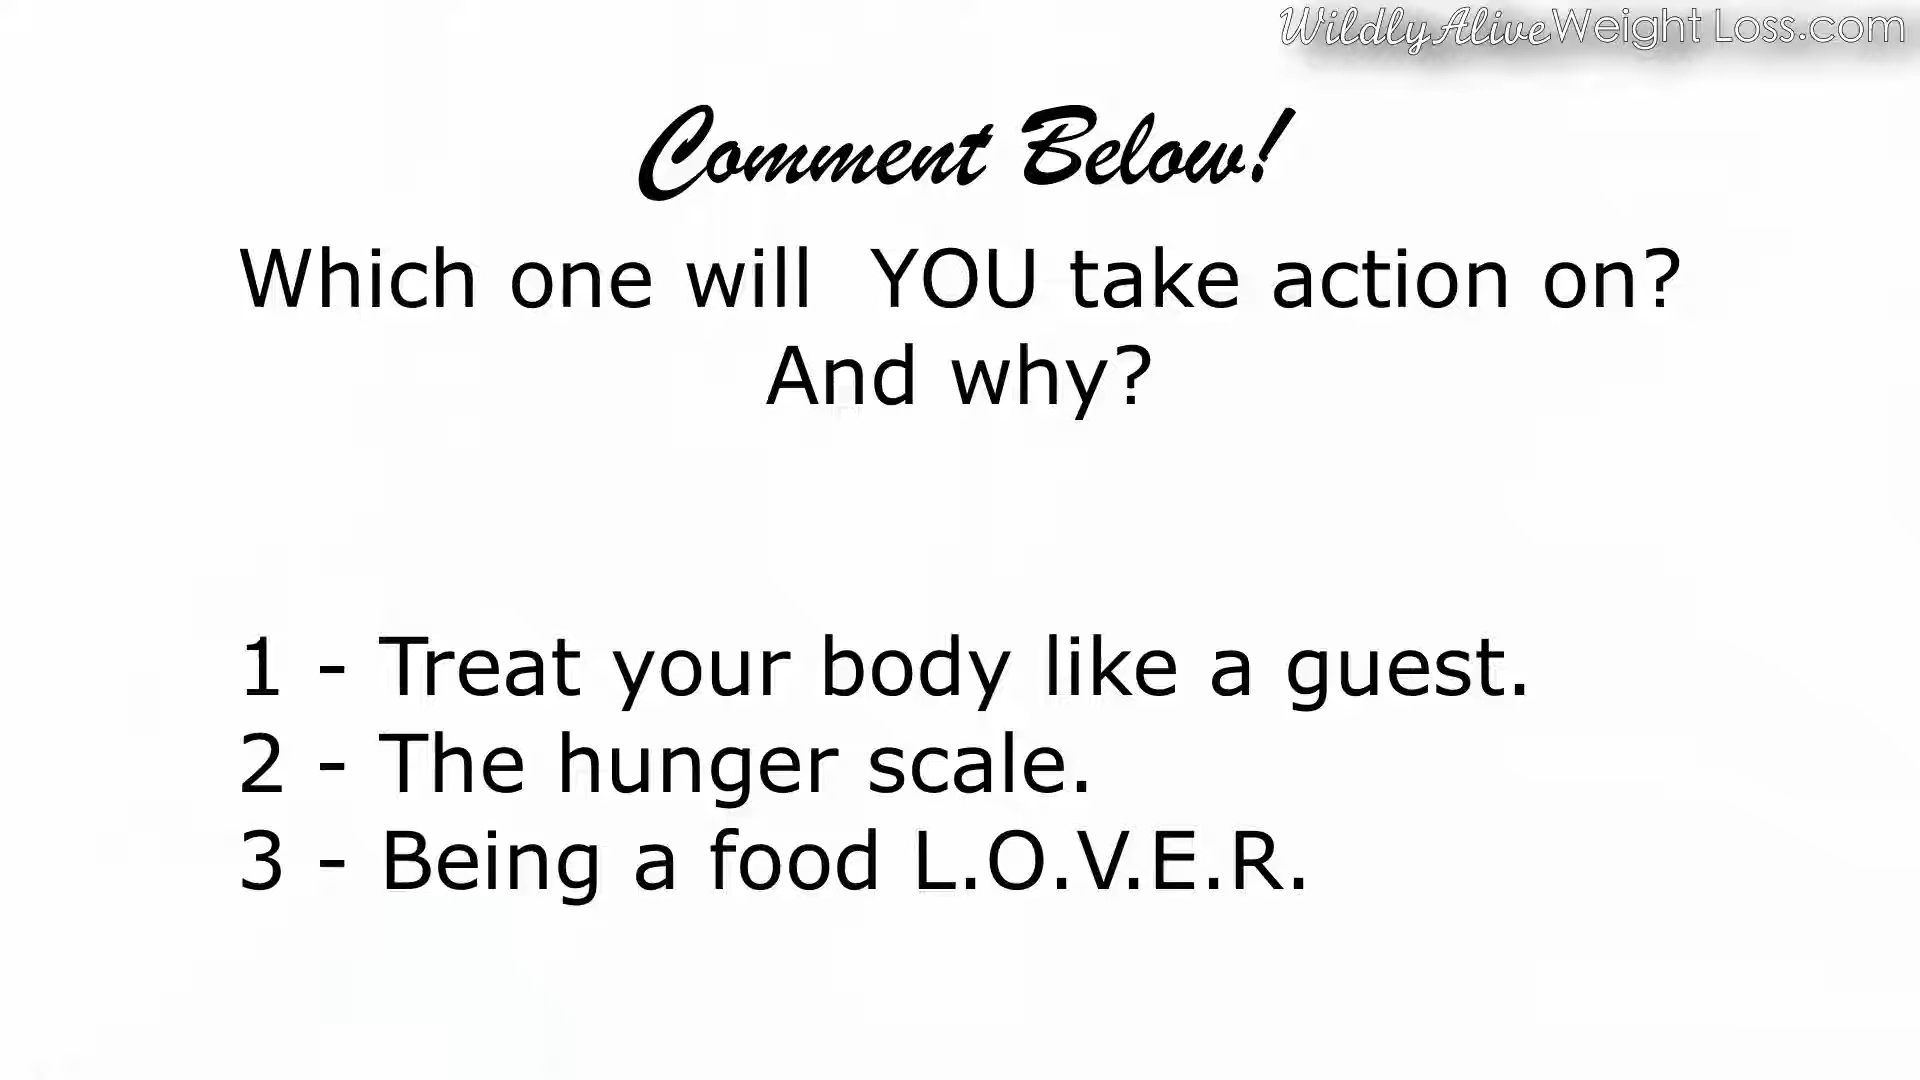 WildlyAliveWeight Loss.com
Comment Below!
Which one will  YOU take action on?
And why?
1 - Treat your body like a guest.
2 - The hunger scale.
3 - Being a food L.O.V.E.R.